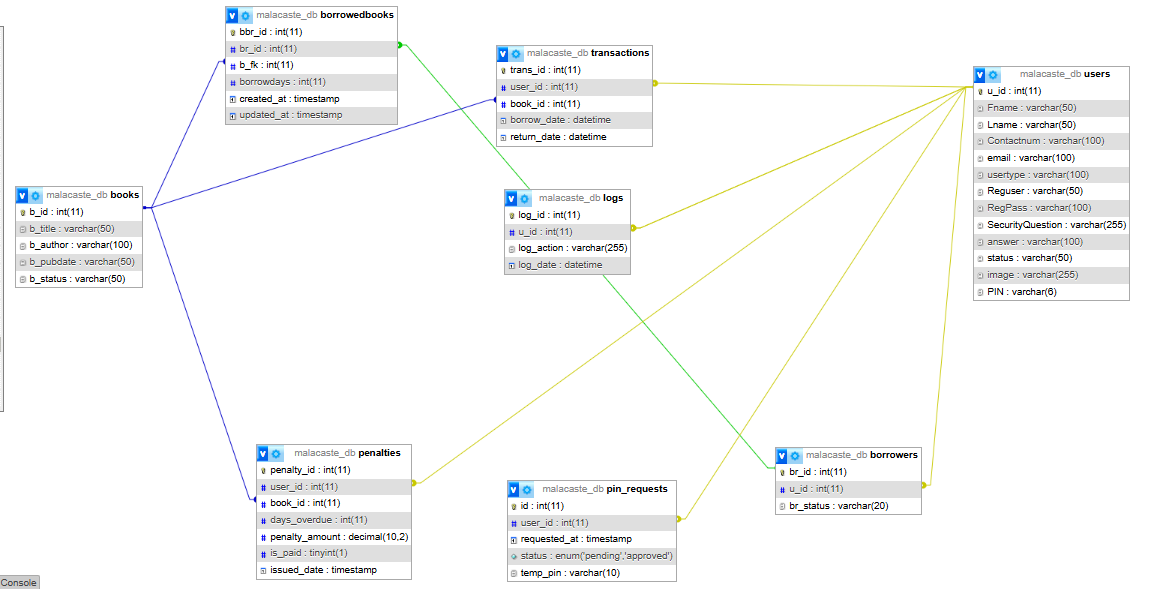 malacaste_db borrowedbooks
bbr_id : int(11)
br_id : int(11)
b_fk : int(11)
borrowdays : int(11)
created_at : timestamp
updated_at : timestamp
malacaste_db transactions
trans_id : int(11)
user_id : int(11)
book_id : int(11)
borrow_date : datetime
return_date : datetime
malacaste_db users
u_id : int(11)
Fname : varchar(50)
Lname : varchar(50)
Contactnum : varchar(100)
email : varchar(100)
usertype : varchar(100)
Reguser : varchar(50)
RegPass : varchar(100)
SecurityQuestion : varchar(255)
answer : varchar(100)
status : varchar(50)
image : varchar(255)
PIN : varchar(6)
malacaste_db books
b_id : int(11)
b_title : varchar(50)
b_author : varchar(100)
b_pubdate : varchar(50)
b_status : varchar(50)
malacaste_db logs
log_id : int(11)
u_id : int(11)
log_action : varchar(255)
log_date : datetime
malacaste_db penalties
penalty_id : int(11)
user_id : int(11)
book_id : int(11)
days_overdue : int(11)
penalty_amount : decimal(10,2)
is_paid : tinyint(1)
issued_date : timestamp
malacaste_db pin_requests
id : int(11)
user_id : int(11)
requested_at : timestamp
status : enum('pending','approved')
temp_pin : varchar(10)
malacaste_db borrowers
br_id : int(11)
u_id : int(11)
br_status : varchar(20)
Console